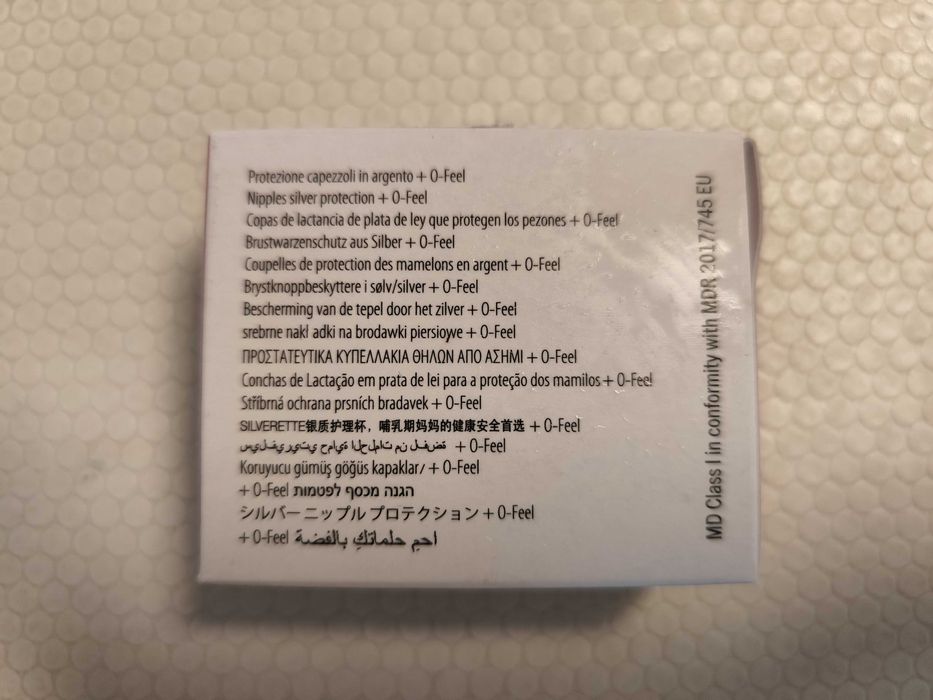 Protezione capezzoli in argento + O-Feel
Nipples silver protection + O-Feel
Copas de lactancia de plata de ley que protegen los pezones + O-Feel
Brustwarzenschutz aus Silber + O-Feel
Coupelles de protection des mamelons en argent + O-Feel
Brystknoppbeskyttere i sølv/silver + O-Feel
Bescherming van de tepel door het zilver + O-Feel
srebrne nakl adki na brodawki piersiowe + O-Feel
ΠΡΟΣΤΑΤΕΥΤΙΚΑ ΚΥΠΕΛΛΑΚΙΑ ΘΗΛΩΝ ΑΠΟ ΑΣΗΜΙ + O-Feel
Conchas de Lactação em prata de lei para a proteção dos mamilos + O-Feel
Stříbrná ochrana prsních bradavek + O-Feel
SILVERETTE银质护理杯，哺乳期妈妈的健康安全首选 + O-Feel
سيلفيريتي حماية الحلمات من لفضة + O-Feel
Koruyucu gümüş göğüs kapaklar/ + O-Feel
הגנה מכסף לפטמות + O-Feel
シルバー ニップル プロテクション + O-Feel
احمِ حلماتكِ بالفضة + O-Feel
MD Class I in conformity with MDR 2017/745 EU